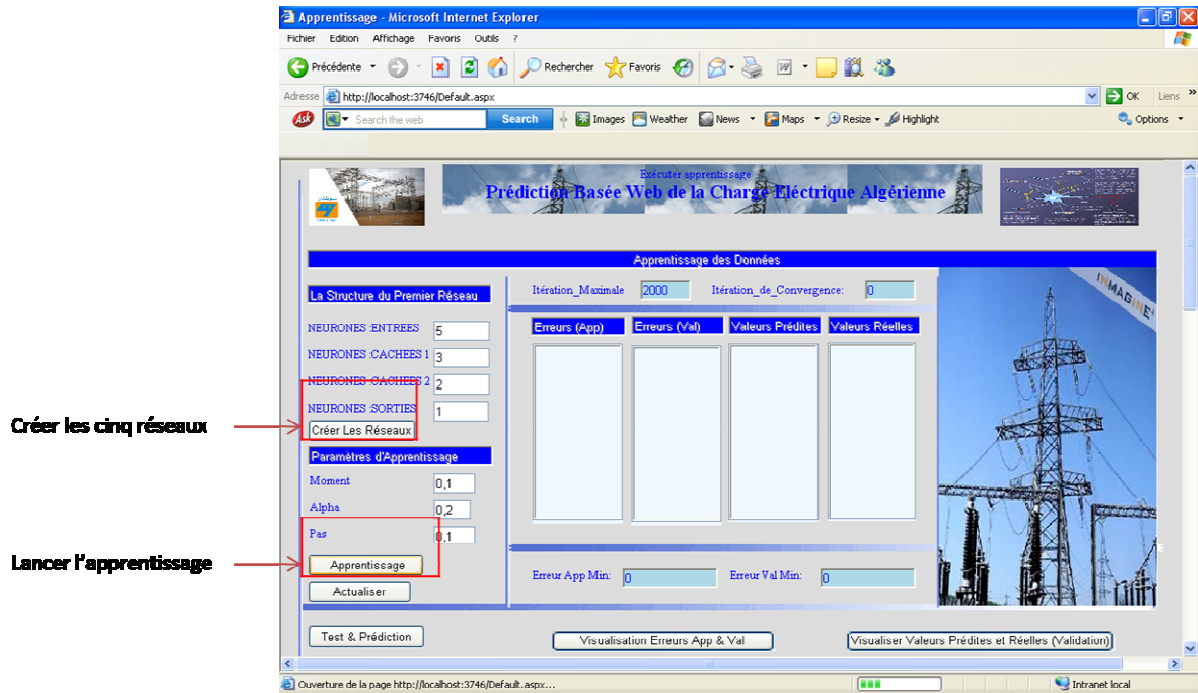 Apprentissage - Microsoft Internet Explorer
Fichier Edition Affichage Favoris Outils ?
Précédente Rechercher Favoris
Adresse http://localhost:3746/Default.aspx OK Liens »
Ask Search the web Search Images Weather News Maps Resize Highlight Options
Exécuter apprentissage
Prédiction Basée Web de la Charge Eléctrique Algérienne
Apprentissage des Données
La Structure du Premier Réseau
Itération_Maximale 2000 Itération_de_Convergence: 0
INMAGINE
NEURONES :ENTREES 5
Erreurs (App) Erreurs (Val) Valeurs Prédites Valeurs Réelles
NEURONES :CACHEES 1 3
NEURONES :CACHEES 2 2
NEURONES :SORTIES 1
Créer les cinq réseaux
Créer Les Réseaux
Paramètres d'Apprentissage
Moment 0,1
Alpha 0,2
Pas 0,1
Lancer l'apprentissage
Apprentissage
Erreur App Min: 0 Erreur Val Min: 0
Actualiser
Test & Prédiction
Visualisation Erreurs App & Val
Visualiser Valeurs Prédites et Réelles (Validation)
Ouverture de la page http://localhost:3746/Default.aspx...
Intranet local